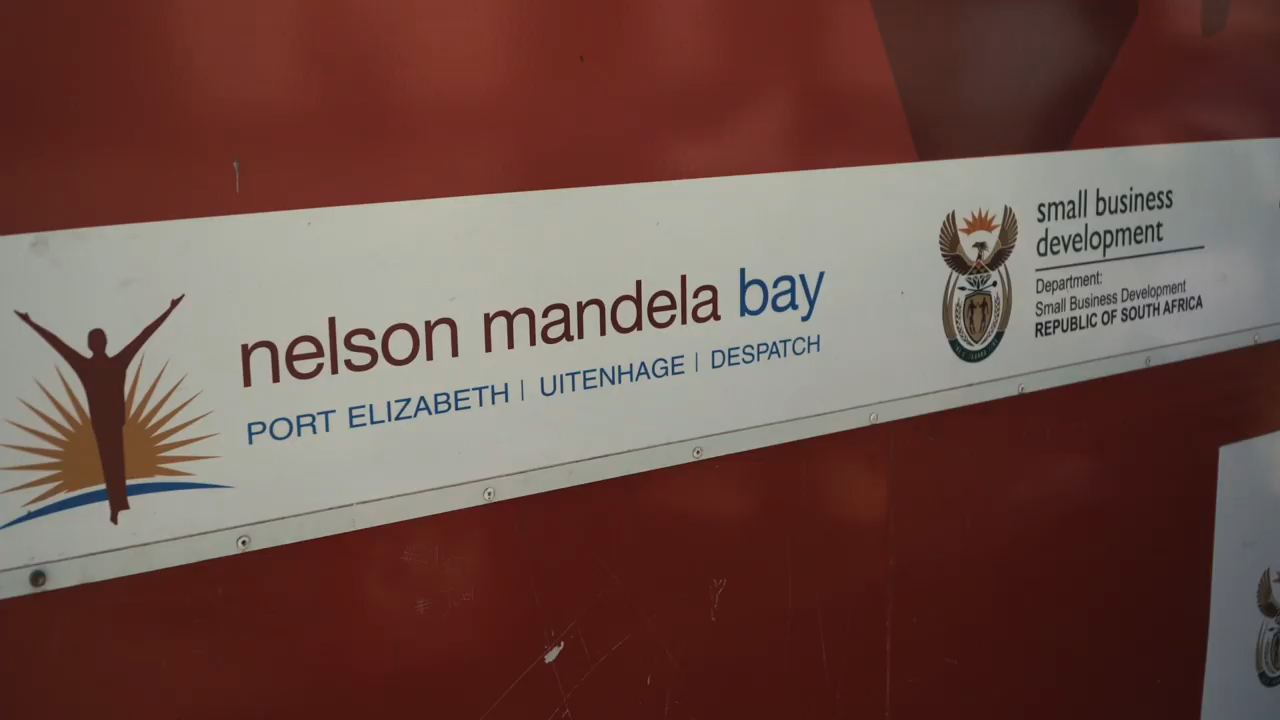 nelson mandela bay
PORT ELIZABETH | UITENHAGE | DESPATCH
small business
development
Department:
Small Business Development
REPUBLIC OF SOUTH AFRICA